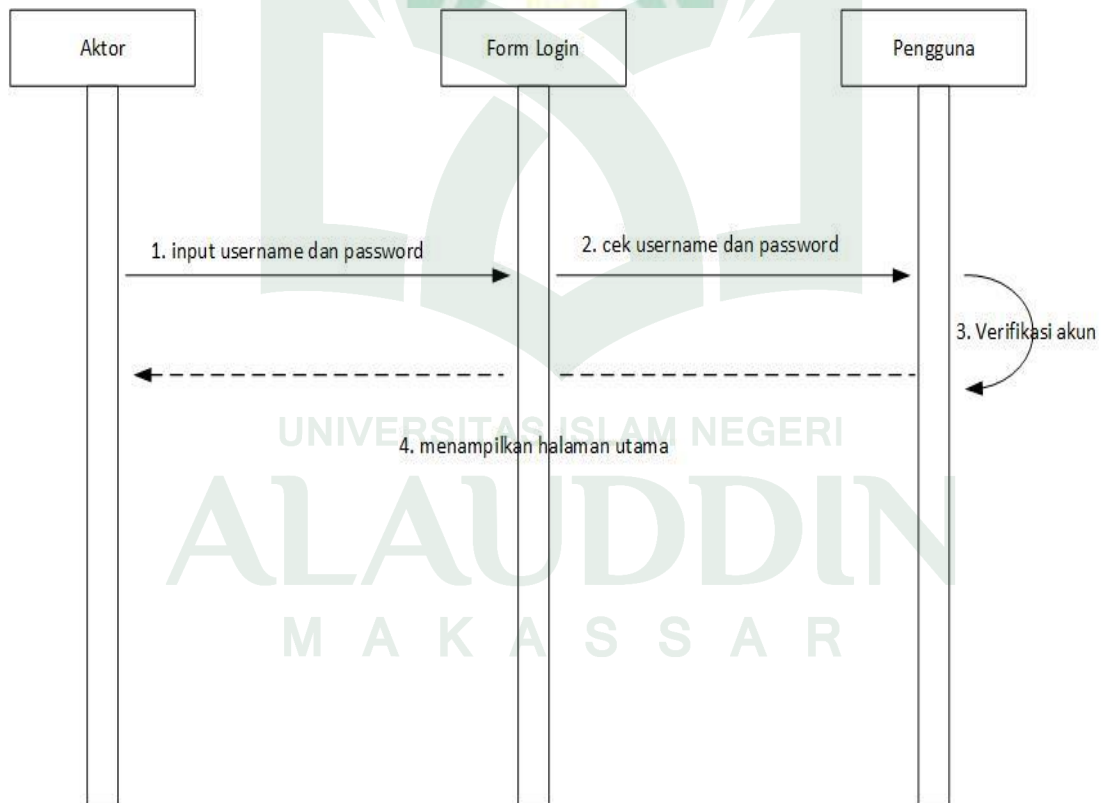 Aktor
Form Login
Pengguna
1. input username dan password
2. cek username dan password
3. Verifikasi akun
4. menampilkan halaman utama
UNIVERSITAS ISLAM NEGERI
ALAUDDIN
MAKASSAR